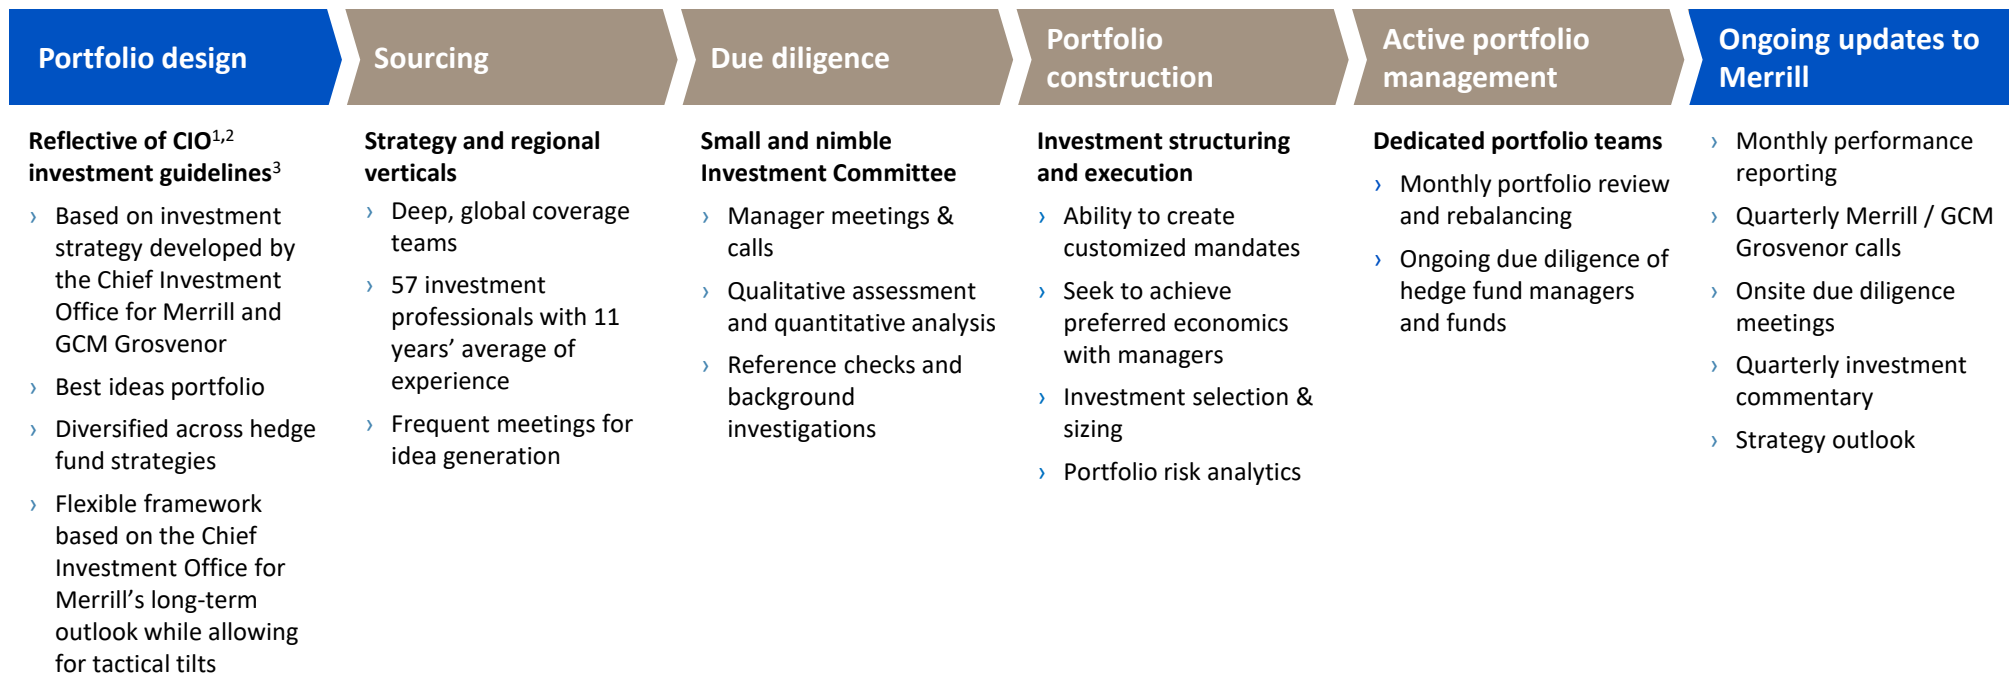 Portfolio design
Sourcing
Due diligence
Portfolio
construction
Active portfolio
management
Ongoing updates to
Merrill
Reflective of CIO1,2
investment guidelines3
› Based on investment
strategy developed by
the Chief Investment
Office for Merrill and
GCM Grosvenor
› Best ideas portfolio
› Diversified across hedge
fund strategies
› Flexible framework
based on the Chief
Investment Office for
Merrill’s long-term
outlook while allowing
for tactical tilts
Strategy and regional
verticals
› Deep, global coverage
teams
› 57 investment
professionals with 11
years’ average of
experience
› Frequent meetings for
idea generation
Small and nimble
Investment Committee
› Manager meetings &
calls
› Qualitative assessment
and quantitative analysis
› Reference checks and
background
investigations
Investment structuring
and execution
› Ability to create
customized mandates
› Seek to achieve
preferred economics
with managers
› Investment selection &
sizing
› Portfolio risk analytics
Dedicated portfolio teams
› Monthly portfolio review
and rebalancing
› Ongoing due diligence of
hedge fund managers
and funds
› Monthly performance
reporting
› Quarterly Merrill / GCM
Grosvenor calls
› Onsite due diligence
meetings
› Quarterly investment
commentary
› Strategy outlook